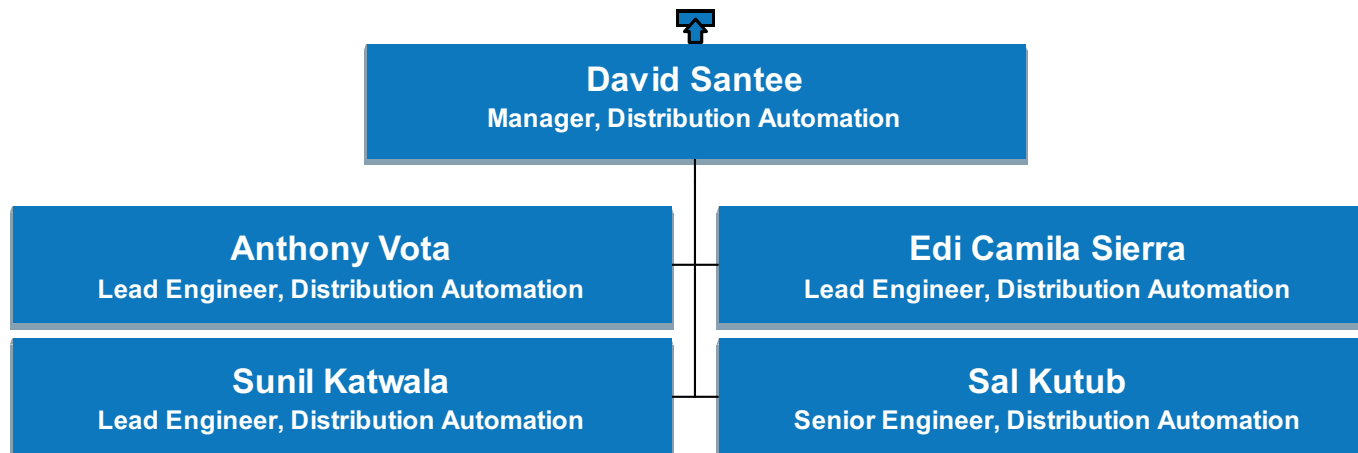 David Santee
Manager, Distribution Automation
Anthony Vota
Lead Engineer, Distribution Automation
Edi Camila Sierra
Lead Engineer, Distribution Automation
Sunil Katwala
Lead Engineer, Distribution Automation
Sal Kutub
Senior Engineer, Distribution Automation